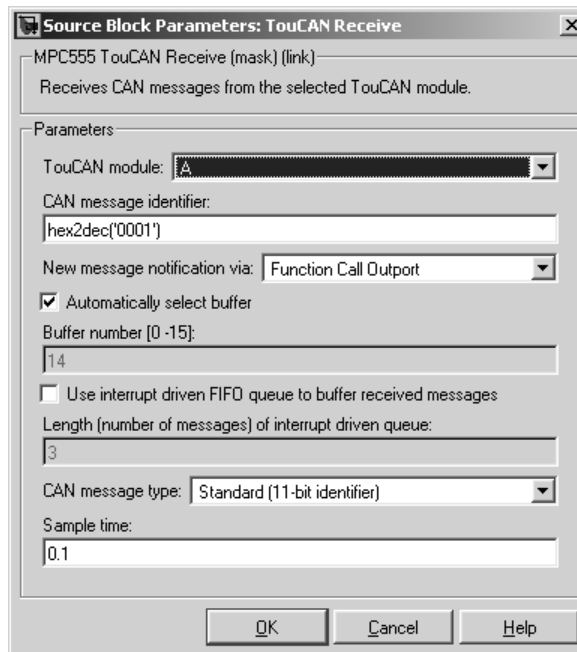 Source Block Parameters: TouCAN Receive
MPC555 TouCAN Receive (mask) (link)
Receives CAN messages from the selected TouCAN module.
Parameters
TouCAN module: A
CAN message identifier:
hex2dec('0001')
New message notification via: Function Call Outport
Automatically select buffer
Buffer number [0 -15]:
14
Use interrupt driven FIFO queue to buffer received messages
Length (number of messages) of interrupt driven queue:
3
CAN message type: Standard (11-bit identifier)
Sample time:
0.1
OK Cancel Help